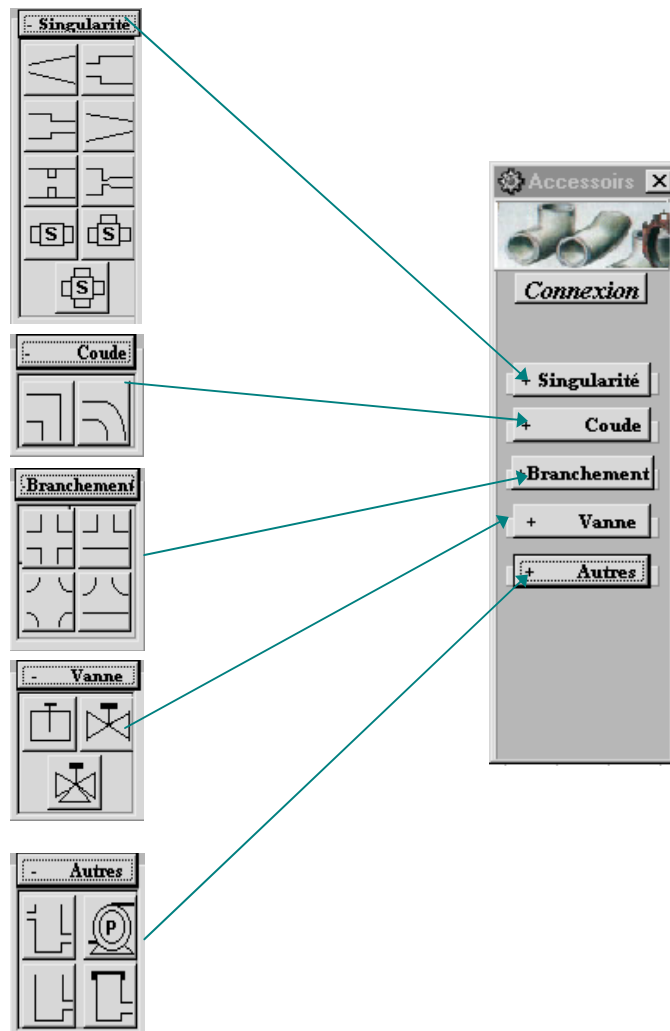 - Singularité
S
S
S
- Coude
-Branchement
- Vanne
- Autres
P
Accessoirs
Connexion
+ Singularité
+ Coude
+Branchement
+ Vanne
+ Autres